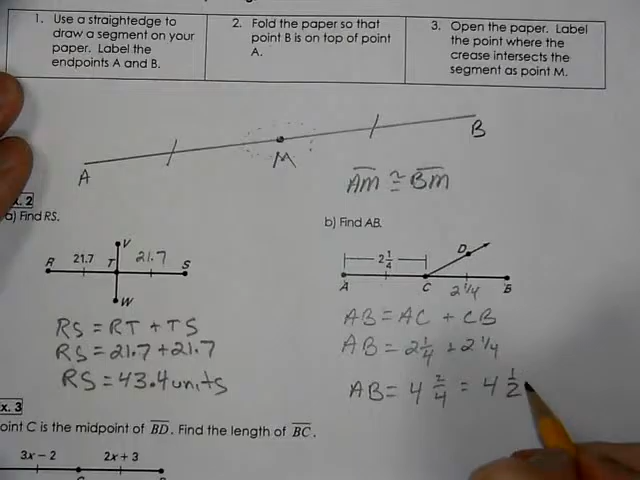 1. Use a straightedge to draw a segment on your paper. Label the endpoints A and B.
2. Fold the paper so that point B is on top of point A.
3. Open the paper. Label the point where the crease intersects the segment as point M.
A M B
AM ≅ BM
x. 2
a) Find RS.
b) Find AB.
V
R 21.7 T 21.7 S
W
2 1/4
D
A C 2 1/4 B
RS = RT + TS
RS = 21.7 + 21.7
RS = 43.4 units
AB = AC + CB
AB = 2 1/4 + 2 1/4
AB = 4 2/4 = 4 1/2
x. 3
oint C is the midpoint of BD. Find the length of BC.
3x − 2 2x + 3